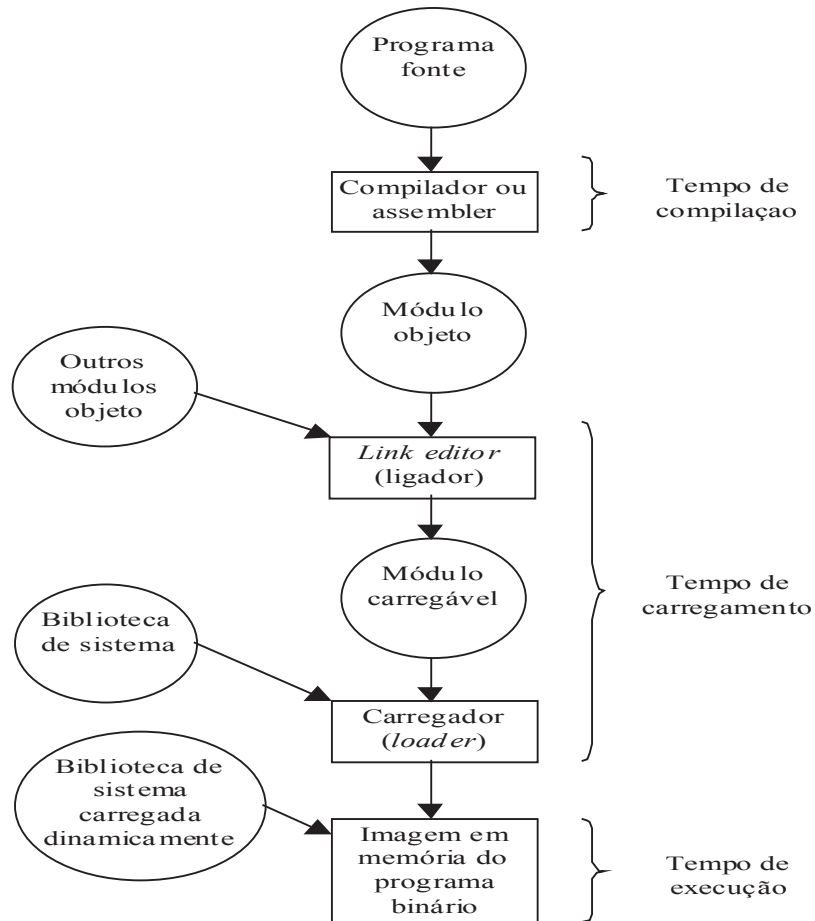 Programa
fonte
Compilador ou
assembler
Tempo de
compilaçao
Módulo
objeto
Outros
módulos
objeto
Link editor
(ligador)
Módulo
carregável
Tempo de
carregamento
Biblioteca
de sistema
Carregador
(loader)
Biblioteca de
sistema
carregada
dinamicamente
Imagem em
memória do
programa
binário
Tempo de
execução